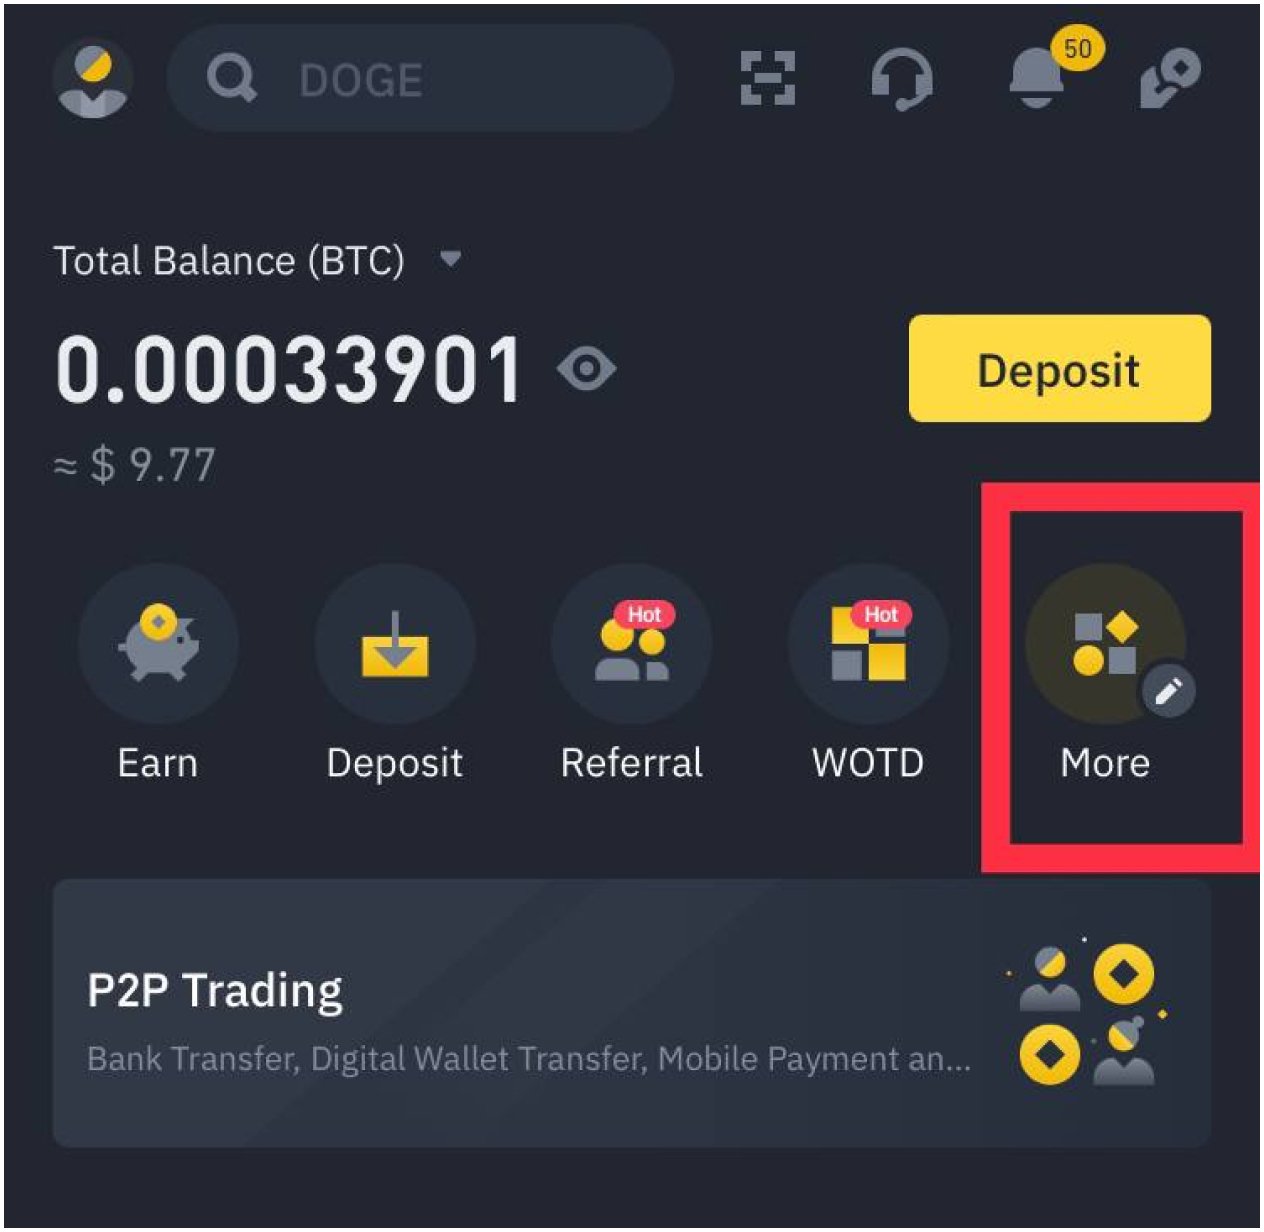 DOGE
50
Total Balance (BTC)
0.00033901
Deposit
≈ $ 9.77
Hot
Hot
Earn
Deposit
Referral
WOTD
More
P2P Trading
Bank Transfer, Digital Wallet Transfer, Mobile Payment an...